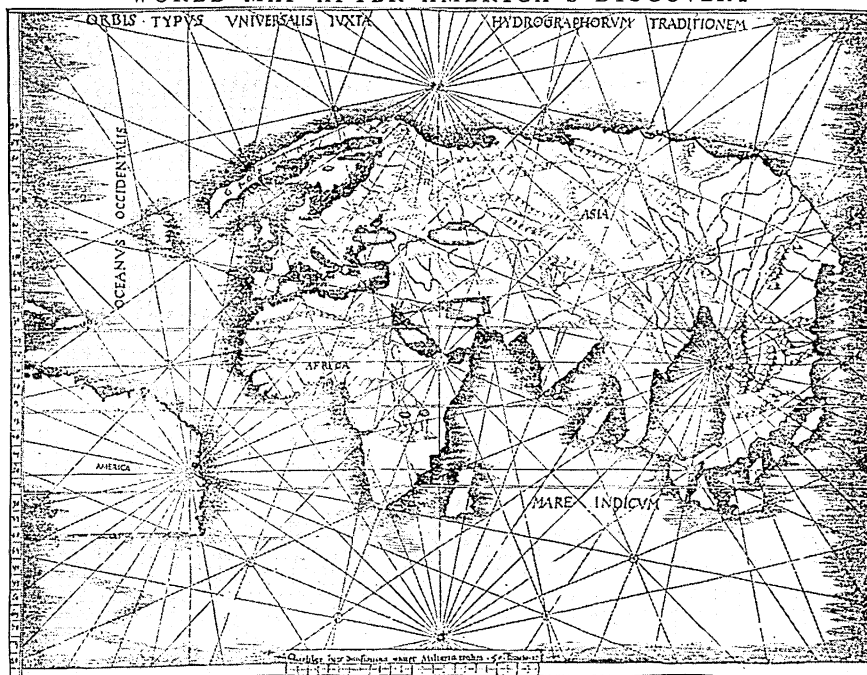 WORLD MAP AFTER AMERICA'S DISCOVERY
ORBIS · TYPVS VNIVERSALIS IVXTA HYDROGRAPHORVM TRADITIONEM
OCEANVS OCCIDENTALIS
ASIA
AFRICA
AMERICA
MARE INDICVM